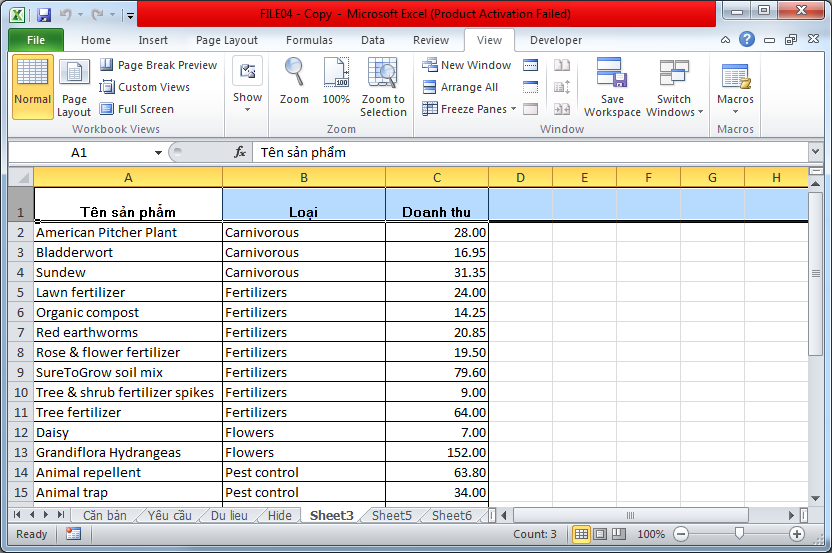 FILE04 - Copy - Microsoft Excel (Product Activation Failed)
File Home Insert Page Layout Formulas Data Review View Developer
Normal Page Layout Page Break Preview Custom Views Full Screen Show Zoom 100% Zoom to Selection New Window Arrange All Freeze Panes Save Workspace Switch Windows Macros
Workbook Views Zoom Window Macros
A1 fx Tên sản phẩm
A B C D E F G H
1 Tên sản phẩm Loại Doanh thu
2 American Pitcher Plant Carnivorous 28.00
3 Bladderwort Carnivorous 16.95
4 Sundew Carnivorous 31.35
5 Lawn fertilizer Fertilizers 24.00
6 Organic compost Fertilizers 14.25
7 Red earthworms Fertilizers 20.85
8 Rose & flower fertilizer Fertilizers 19.50
9 SureToGrow soil mix Fertilizers 79.60
10 Tree & shrub fertilizer spikes Fertilizers 9.00
11 Tree fertilizer Fertilizers 64.00
12 Daisy Flowers 7.00
13 Grandiflora Hydrangeas Flowers 152.00
14 Animal repellent Pest control 63.80
15 Animal trap Pest control 34.00
Căn bản Yêu cầu Du lieu Hide Sheet3 Sheet5 Sheet6
Ready Count: 3 100%